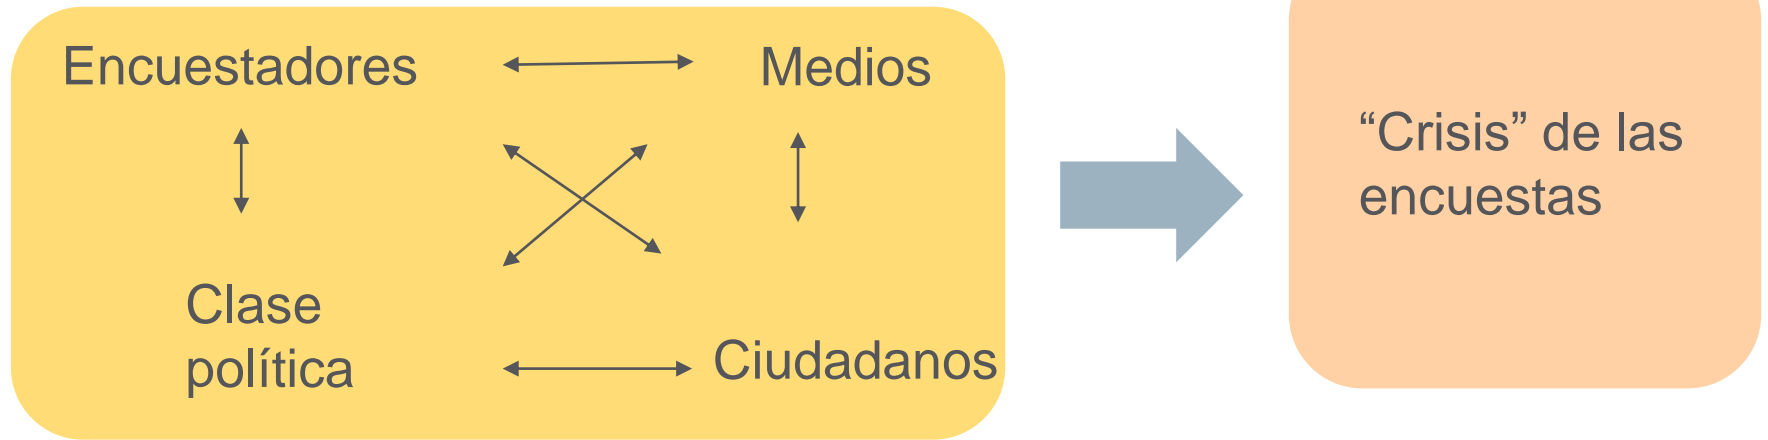 Encuestadores
Medios
“Crisis” de las
encuestas
Clase
política
Ciudadanos